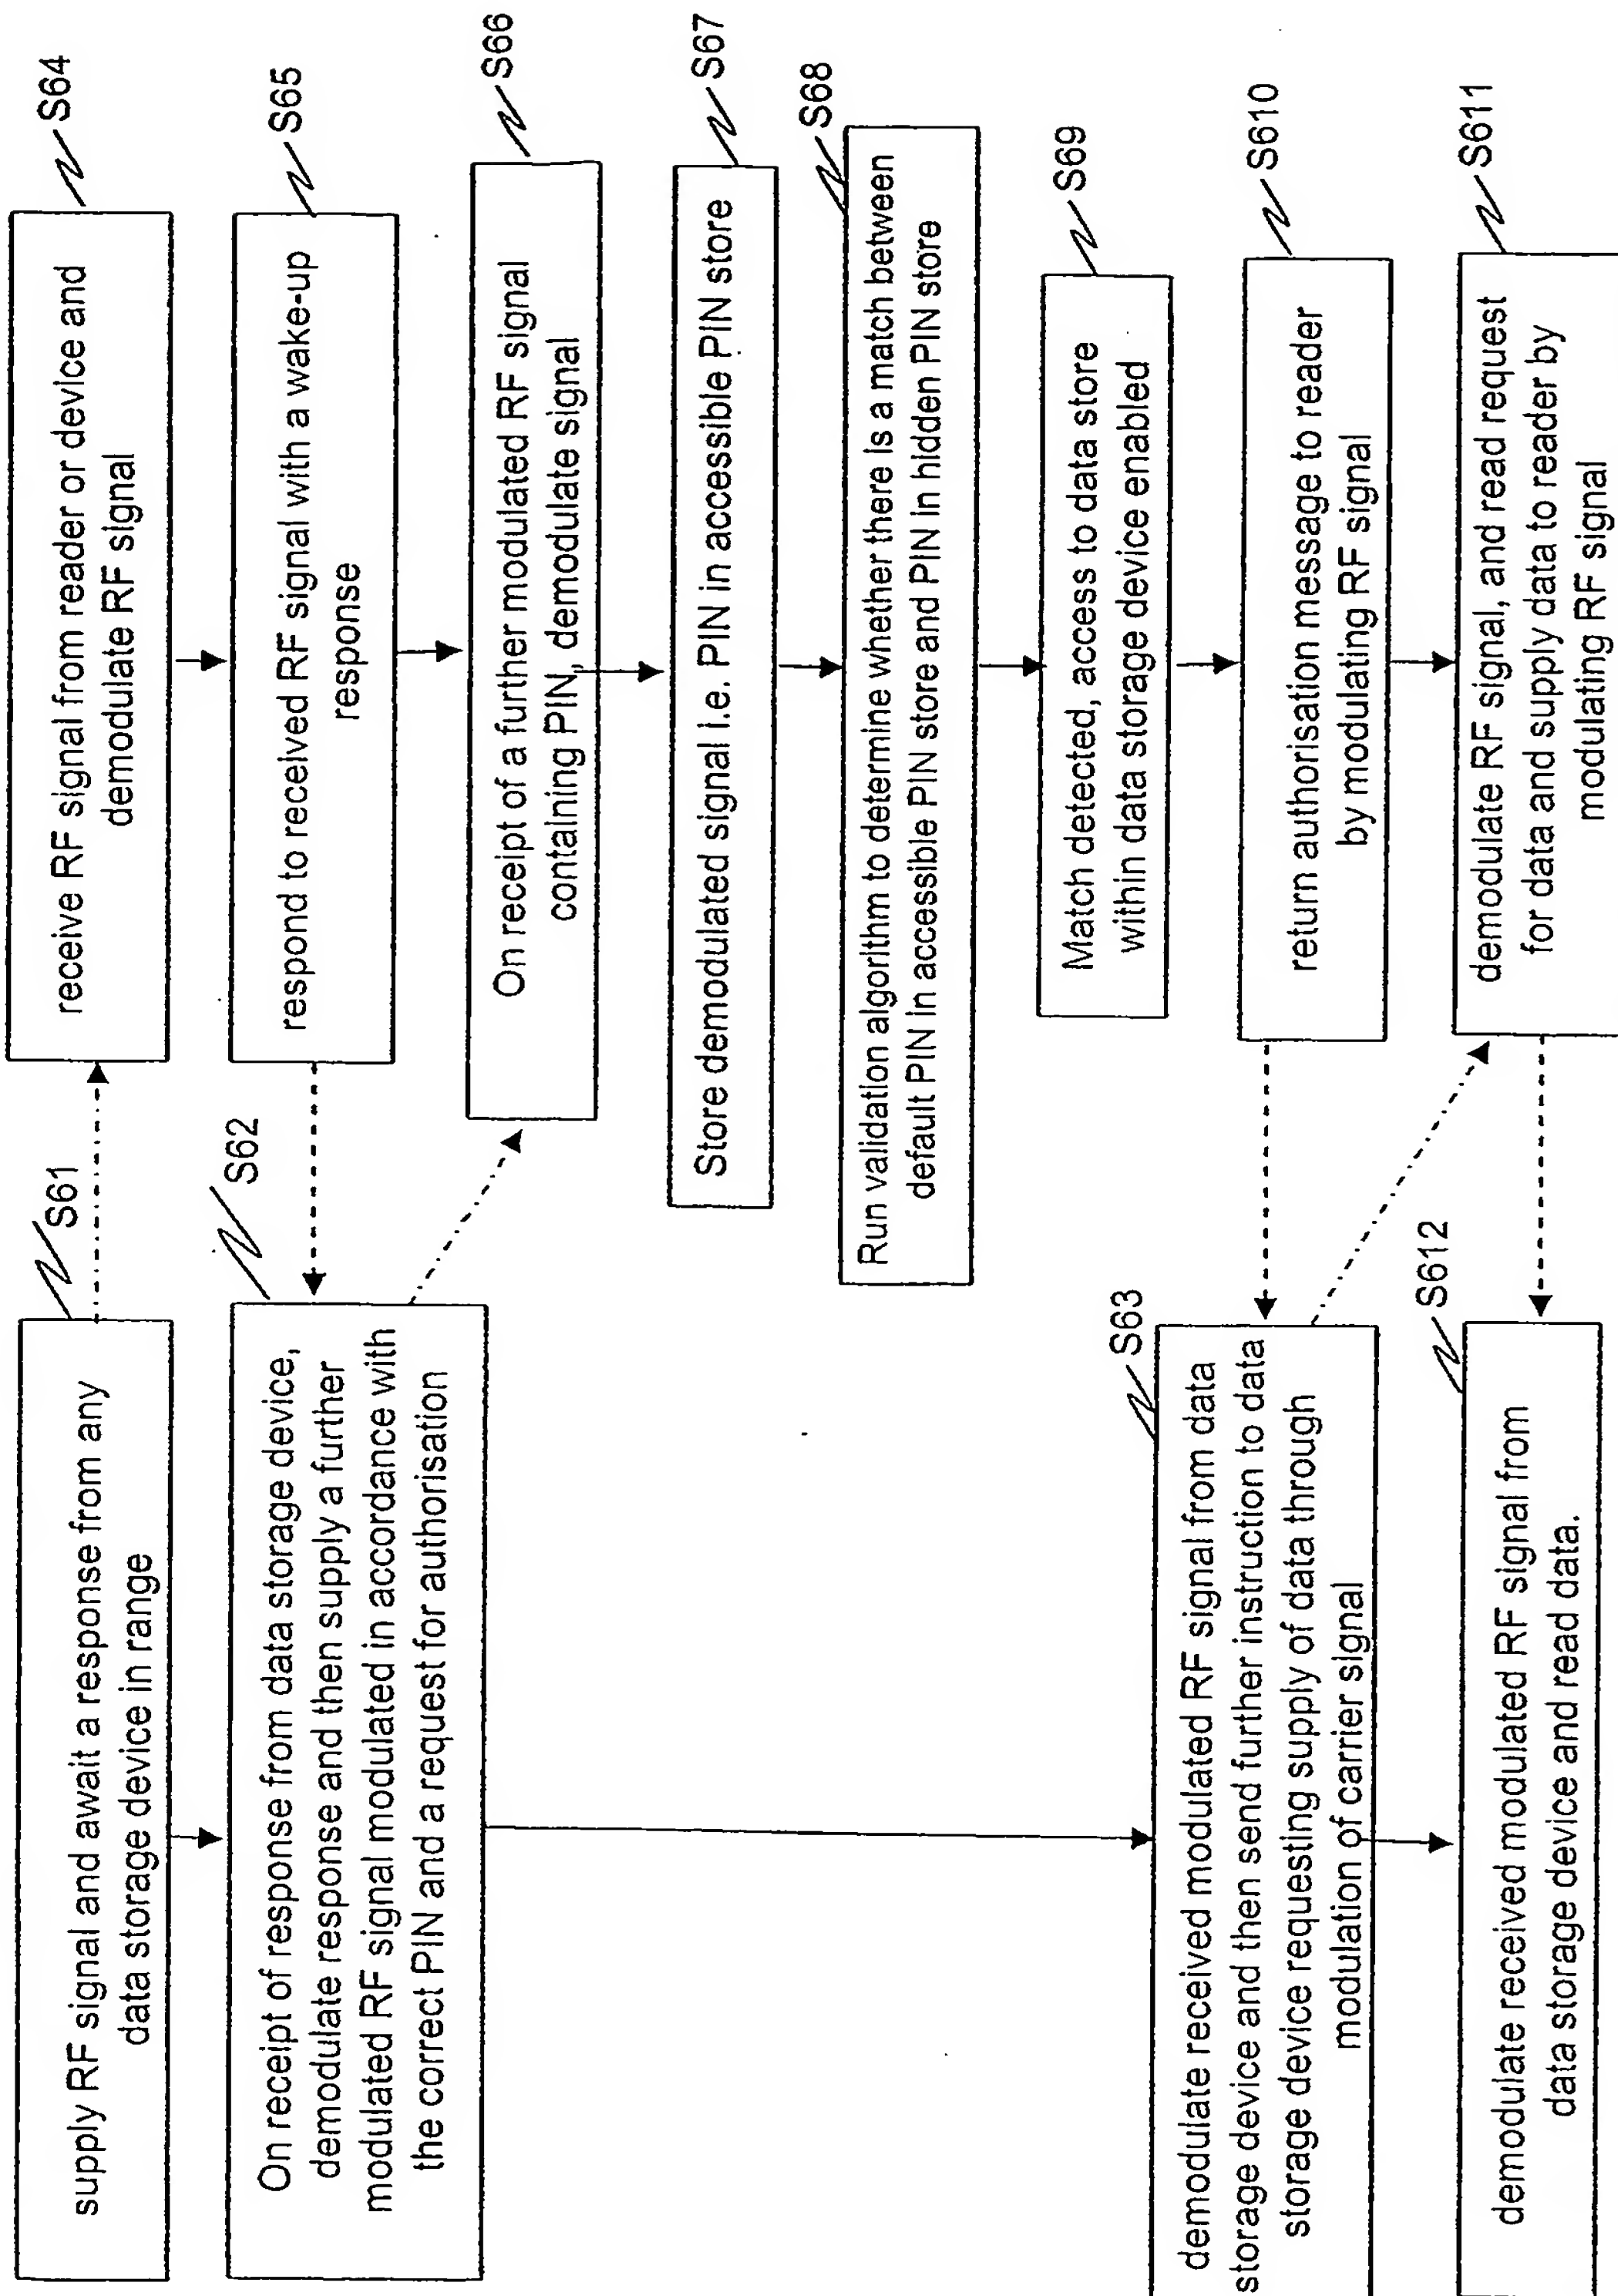 S61
supply RF signal and await a response from any
data storage device in range
S62
On receipt of response from data storage device,
demodulate response and then supply a further
modulated RF signal modulated in accordance with
the correct PIN and a request for authorisation
S63
demodulate received modulated RF signal from data
storage device and then send further instruction to data
storage device requesting supply of data through
modulation of carrier signal
S612
demodulate received modulated RF signal from
data storage device and read data.
S64
receive RF signal from reader or device and
demodulate RF signal
S65
respond to received RF signal with a wake-up
response
S66
On receipt of a further modulated RF signal
containing PIN, demodulate signal
S67
Store demodulated signal i.e. PIN in accessible PIN store
S68
Run validation algorithm to determine whether there is a match between
default PIN in accessible PIN store and PIN in hidden PIN store
S69
Match detected, access to data store
within data storage device enabled
S610
return authorisation message to reader
by modulating RF signal
S611
demodulate RF signal, and read request
for data and supply data to reader by
modulating RF signal